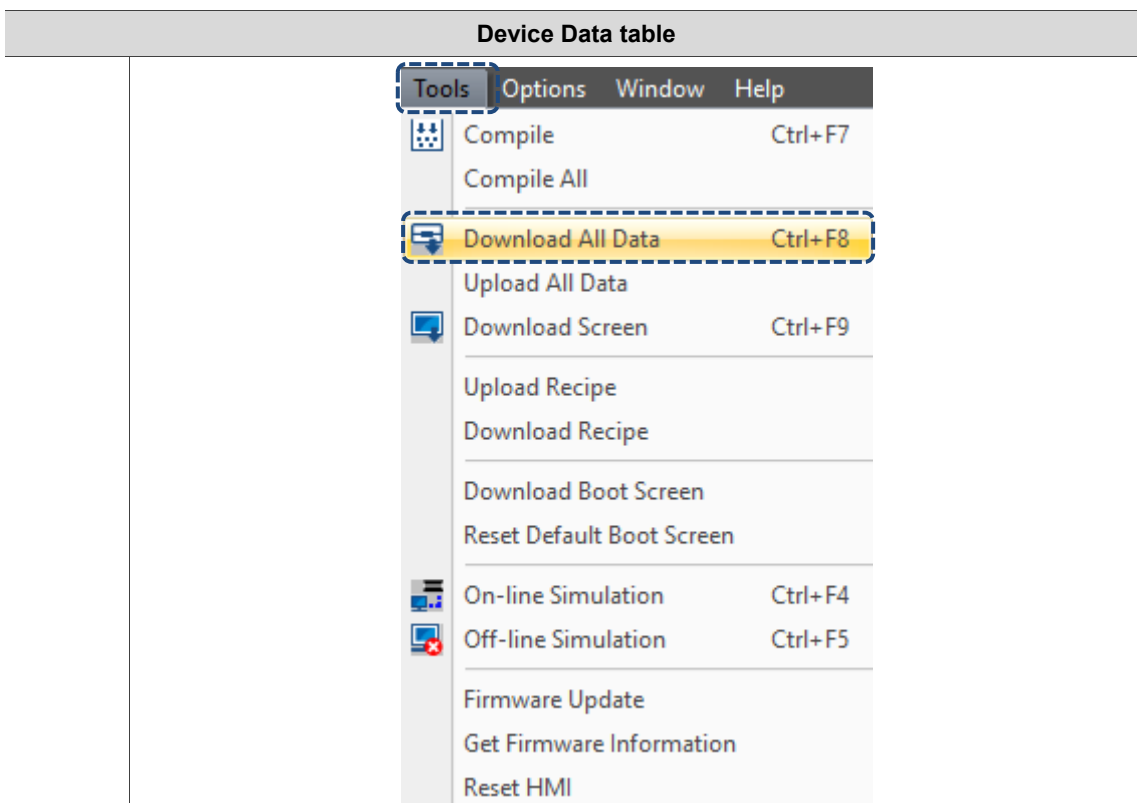 Device Data table
Tools Options Window Help
Compile Ctrl+F7
Compile All
Download All Data Ctrl+F8
Upload All Data
Download Screen Ctrl+F9
Upload Recipe
Download Recipe
Download Boot Screen
Reset Default Boot Screen
On-line Simulation Ctrl+F4
Off-line Simulation Ctrl+F5
Firmware Update
Get Firmware Information
Reset HMI